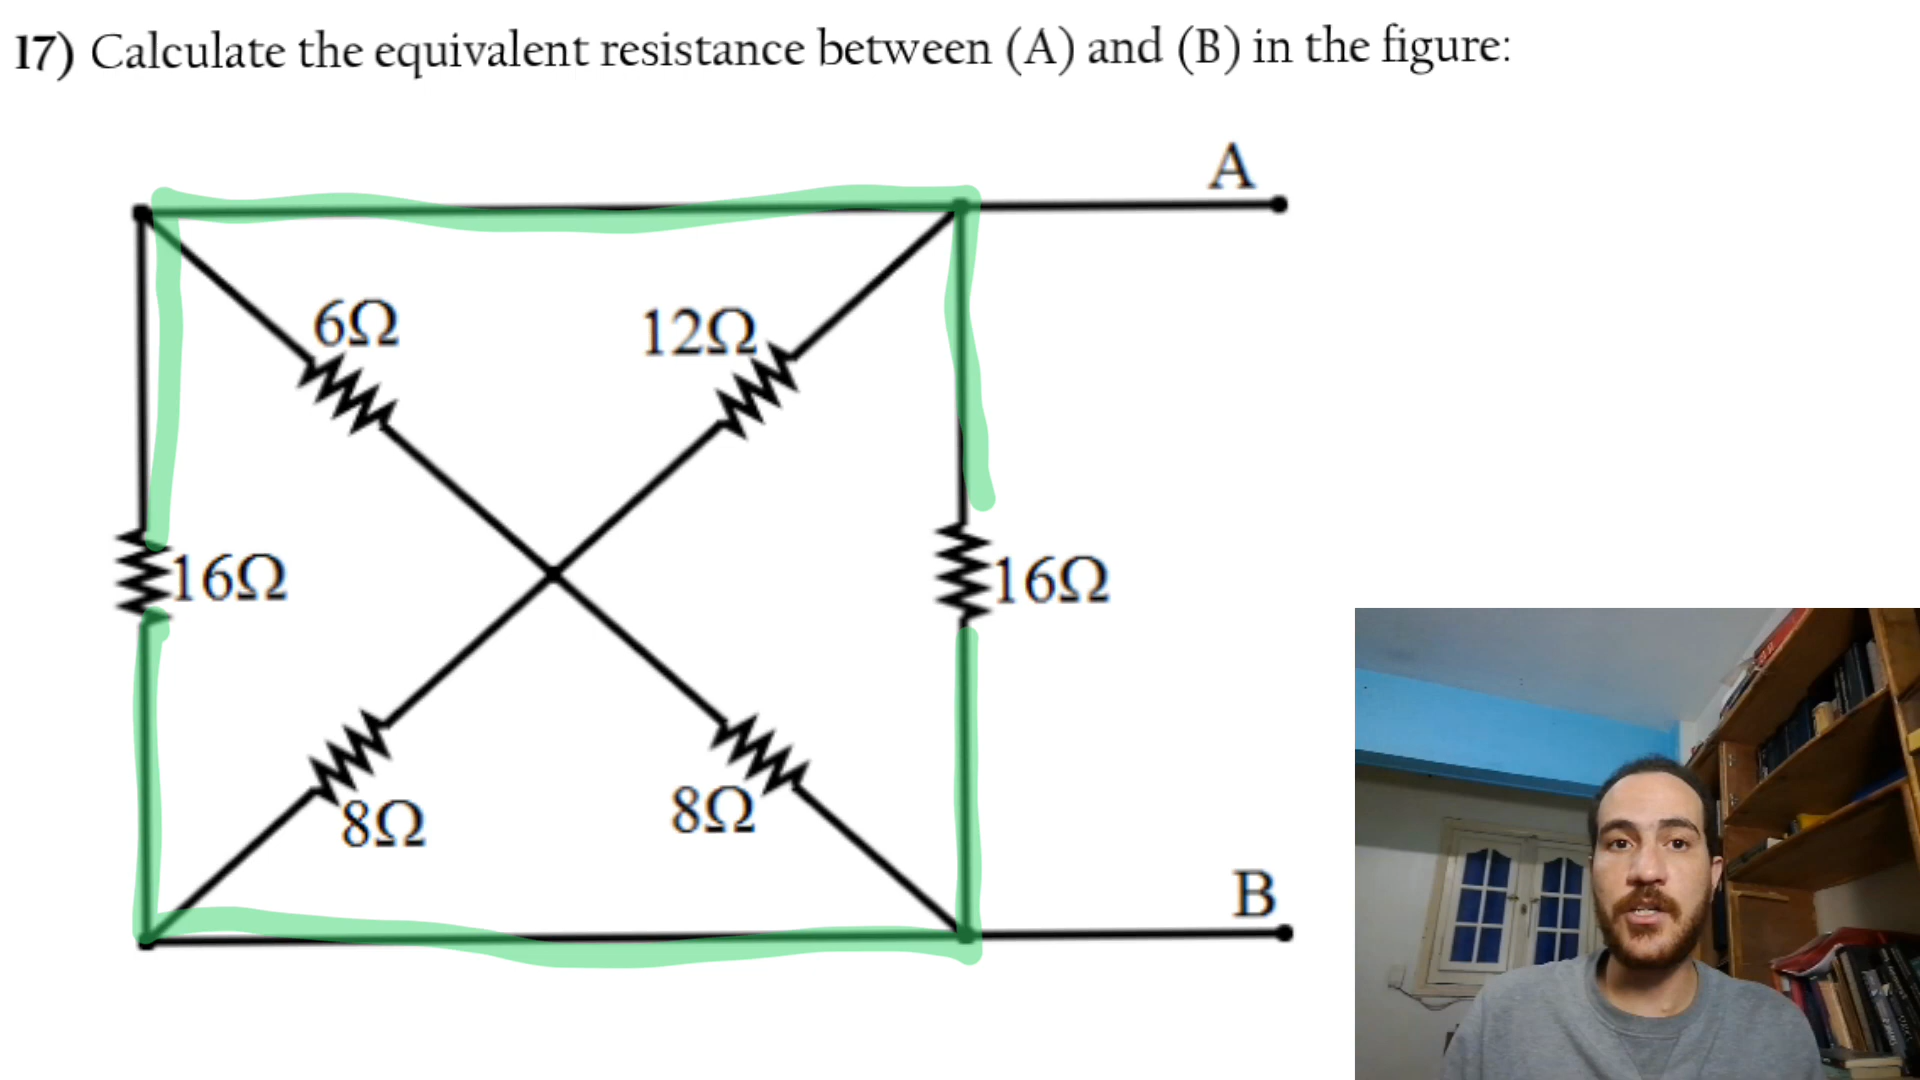 17) Calculate the equivalent resistance between (A) and (B) in the figure:
A
6Ω
12Ω
16Ω
16Ω
8Ω
8Ω
B